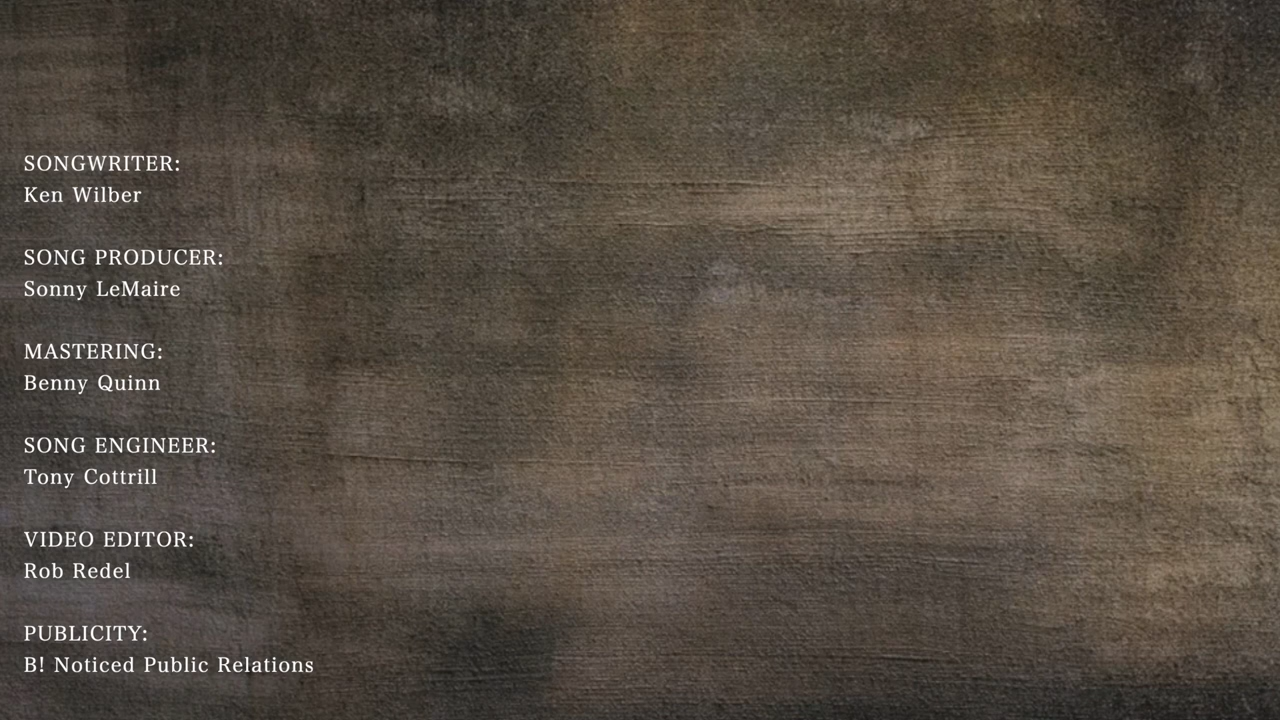 SONGWRITER:
Ken Wilber
SONG PRODUCER:
Sonny LeMaire
MASTERING:
Benny Quinn
SONG ENGINEER:
Tony Cottrill
VIDEO EDITOR:
Rob Redel
PUBLICITY:
B! Noticed Public Relations